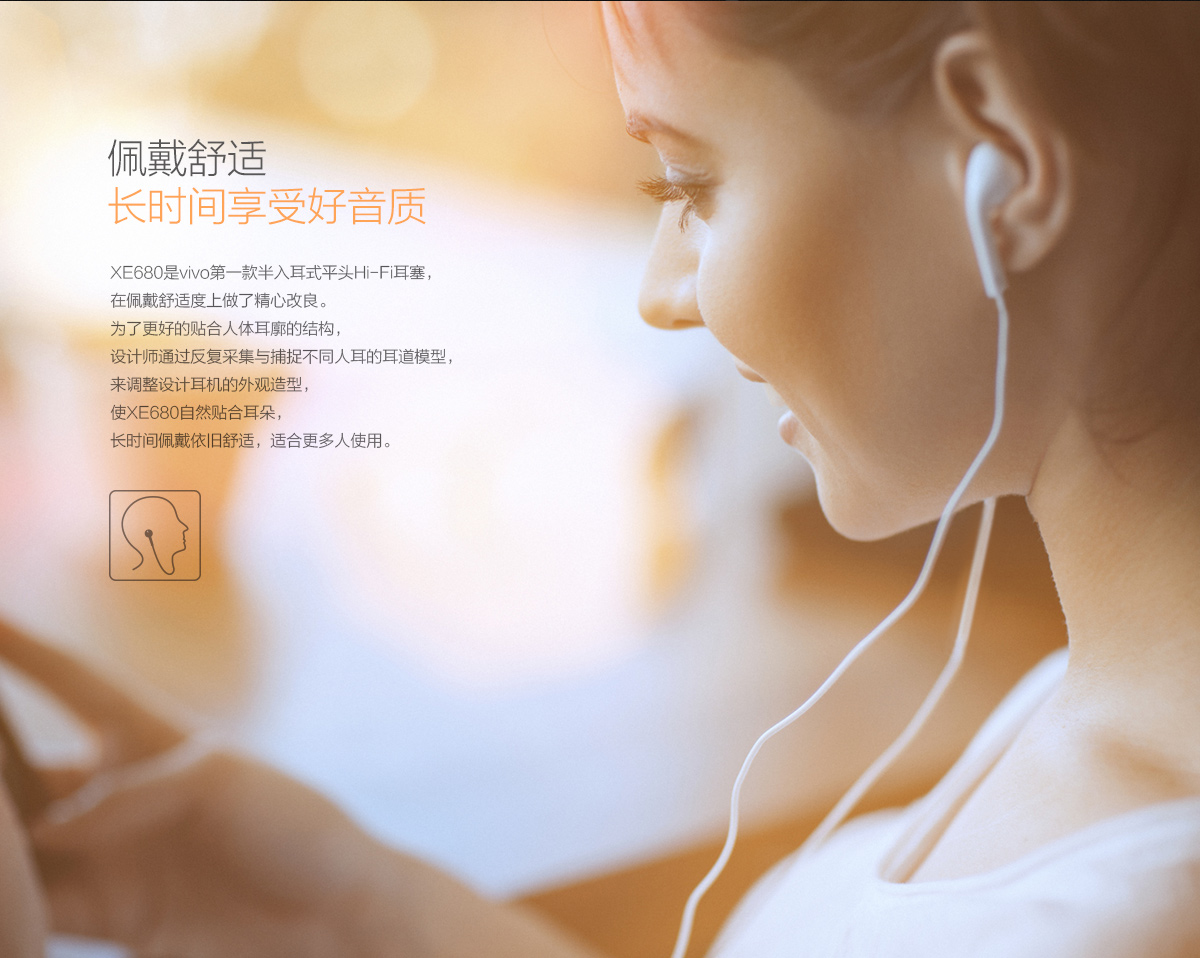 佩戴舒适
长时间享受好音质
XE680是vivo第一款半入耳式平头Hi-Fi耳塞，
在佩戴舒适度上做了精心改良。
为了更好的贴合人体耳廓的结构，
设计师通过反复采集与捕捉不同人耳的耳道模型，
来调整设计耳机的外观造型，
使XE680自然贴合耳朵，
长时间佩戴依旧舒适，适合更多人使用。